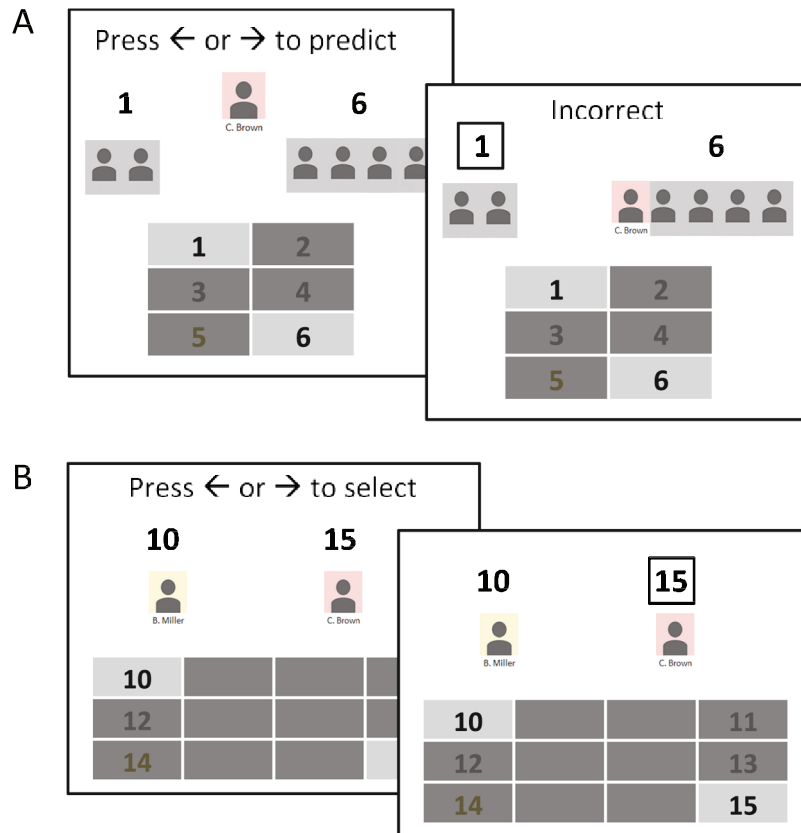 A
Press ← or → to predict
1
6
C. Brown
1 2
3 4
5 6
Incorrect
1
6
C. Brown
1 2
3 4
5 6
B
Press ← or → to select
10 15
B. Miller C. Brown
10
12
14
10 15
B. Miller C. Brown
10 11
12 13
14 15